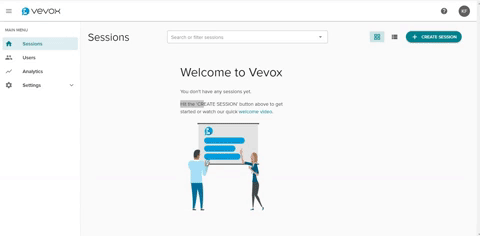 vevox
KF
MAIN MENU
Sessions
Users
Analytics
Settings
Sessions
Search or filter sessions
CREATE SESSION
Welcome to Vevox
You don't have any sessions yet.
Hit the 'CREATE SESSION' button above to get
started or watch our quick welcome video.